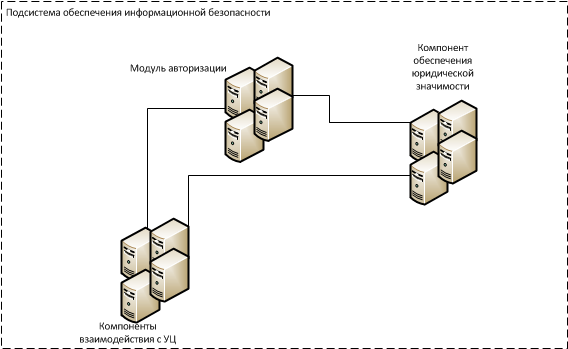 Подсистема обеспечения информационной безопасности
Модуль авторизации
Компонент
обеспечения
юридической
значимости
Компоненты
взаимодействия с УЦ